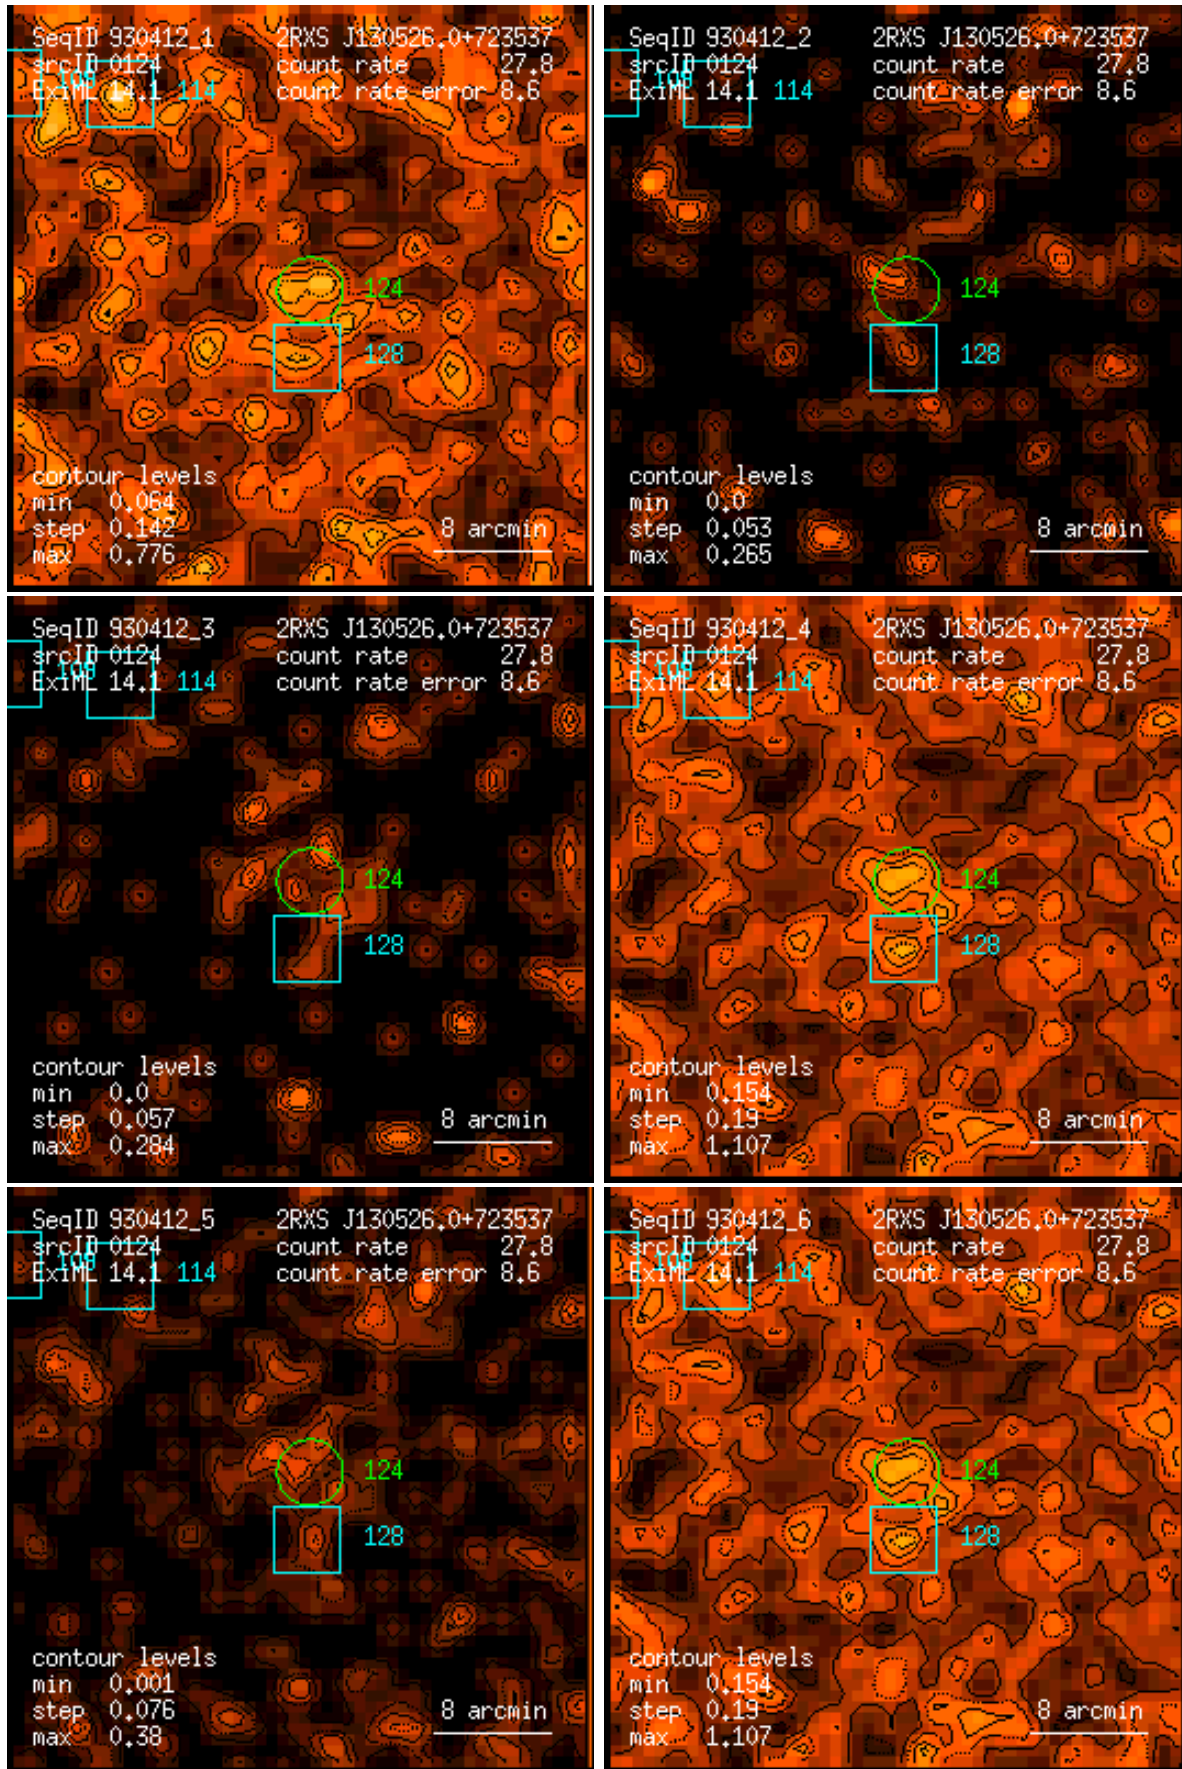 SeqID 930412_1 2RXS J130526.0+723537
srcID 0124 count rate 27.8
109
ExiML 14.1 114 count rate error 8.6
124
128
contour levels
min 0.064
step 0.142 8 arcmin
max 0.776
SeqID 930412_2 2RXS J130526.0+723537
srcID 0124 count rate 27.8
109
ExiML 14.1 114 count rate error 8.6
124
128
contour levels
min 0.0
step 0.053 8 arcmin
max 0.265
SeqID 930412_3 2RXS J130526.0+723537
srcID 0124 count rate 27.8
109
ExiML 14.1 114 count rate error 8.6
124
128
contour levels
min 0.0
step 0.057 8 arcmin
max 0.284
SeqID 930412_4 2RXS J130526.0+723537
srcID 0124 count rate 27.8
109
ExiML 14.1 114 count rate error 8.6
124
128
contour levels
min 0.154
step 0.19 8 arcmin
max 1.107
SeqID 930412_5 2RXS J130526.0+723537
srcID 0124 count rate 27.8
109
ExiML 14.1 114 count rate error 8.6
124
128
contour levels
min 0.001
step 0.076 8 arcmin
max 0.38
SeqID 930412_6 2RXS J130526.0+723537
srcID 0124 count rate 27.8
109
ExiML 14.1 114 count rate error 8.6
124
128
contour levels
min 0.154
step 0.19 8 arcmin
max 1.107